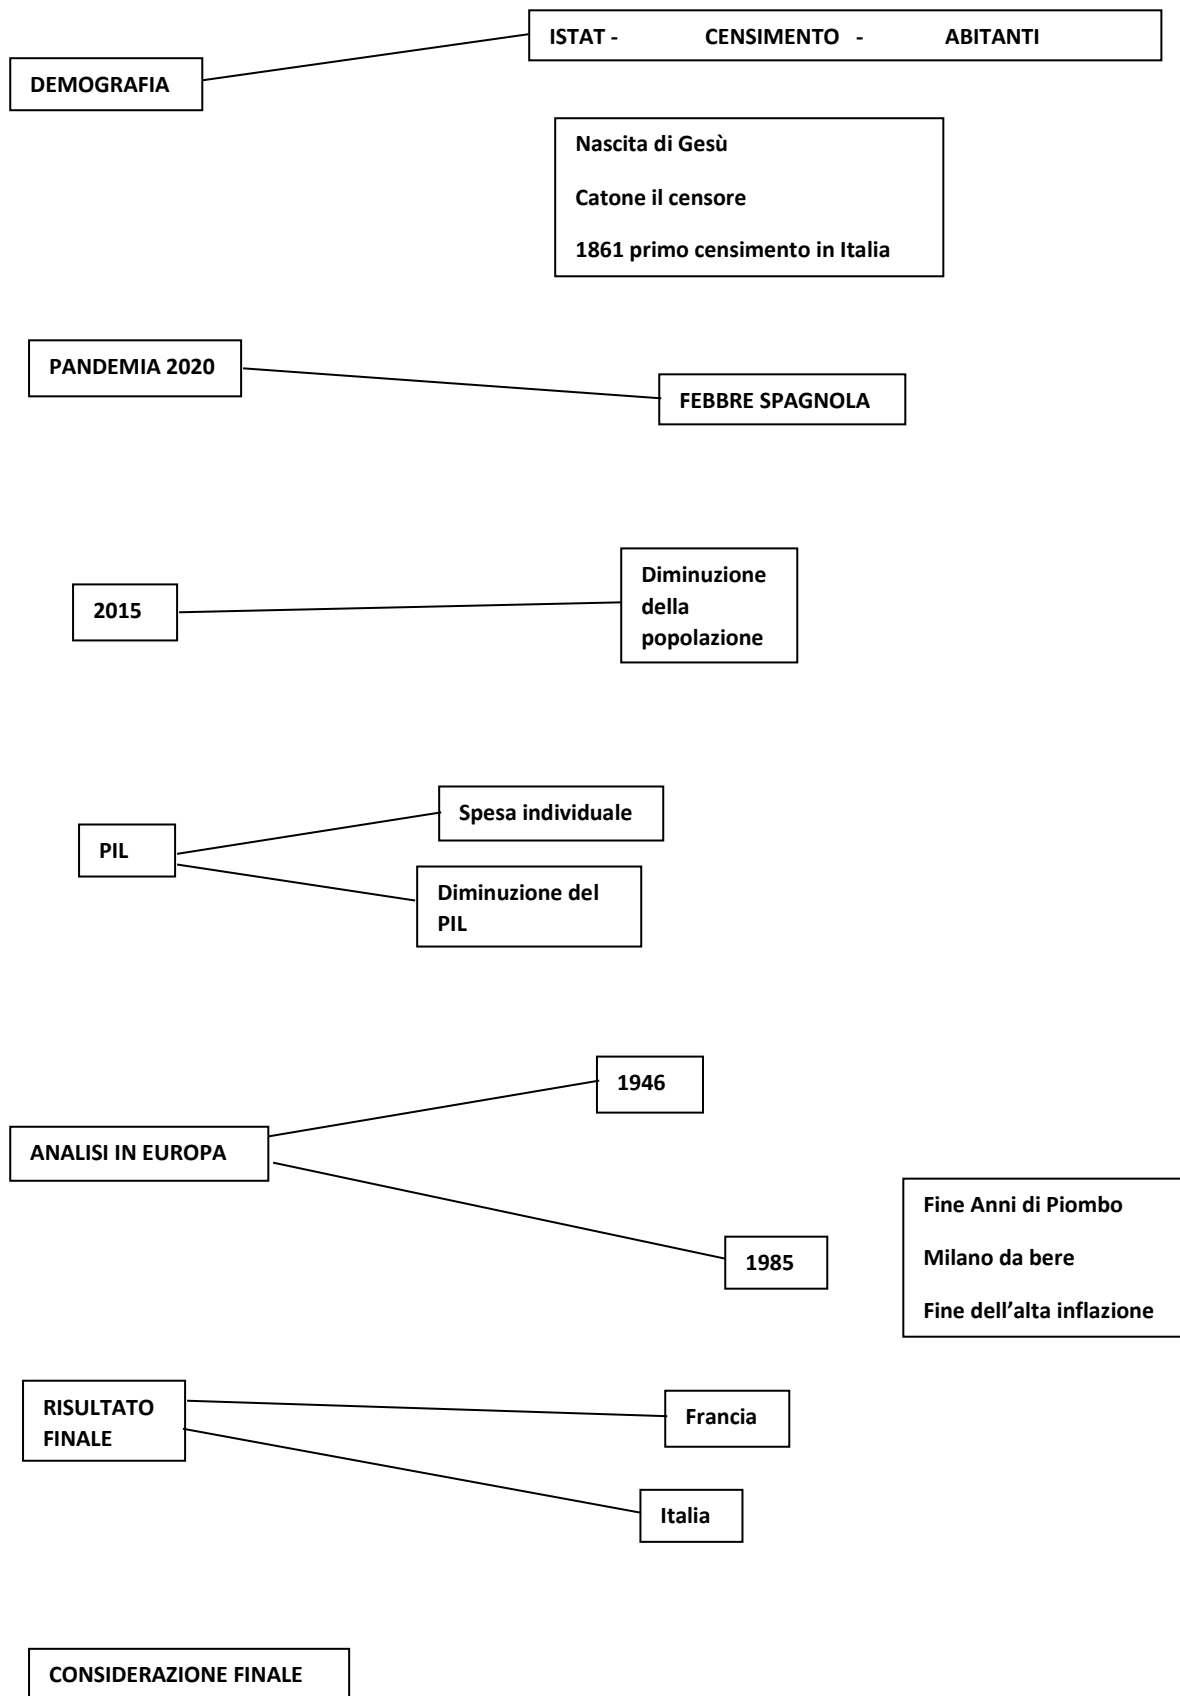 ISTAT - CENSIMENTO - ABITANTI
DEMOGRAFIA
Nascita di Gesù
Catone il censore
1861 primo censimento in Italia
PANDEMIA 2020
FEBBRE SPAGNOLA
2015
Diminuzione
della
popolazione
PIL
Spesa individuale
Diminuzione del
PIL
ANALISI IN EUROPA
1946
1985
Fine Anni di Piombo
Milano da bere
Fine dell’alta inflazione
RISULTATO
FINALE
Francia
Italia
CONSIDERAZIONE FINALE